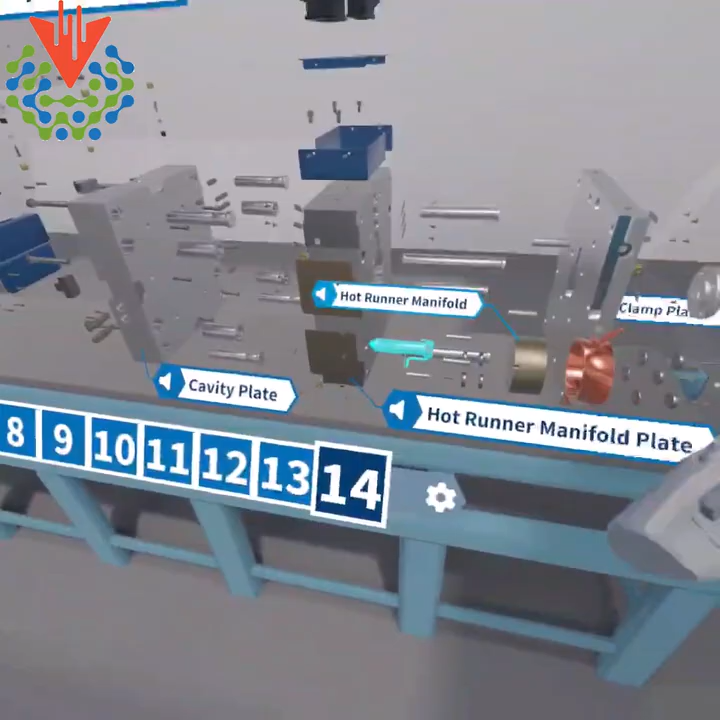 Hot Runner Manifold
Clamp Pla
Cavity Plate
Hot Runner Manifold Plate
8 9 10 11 12 13 14